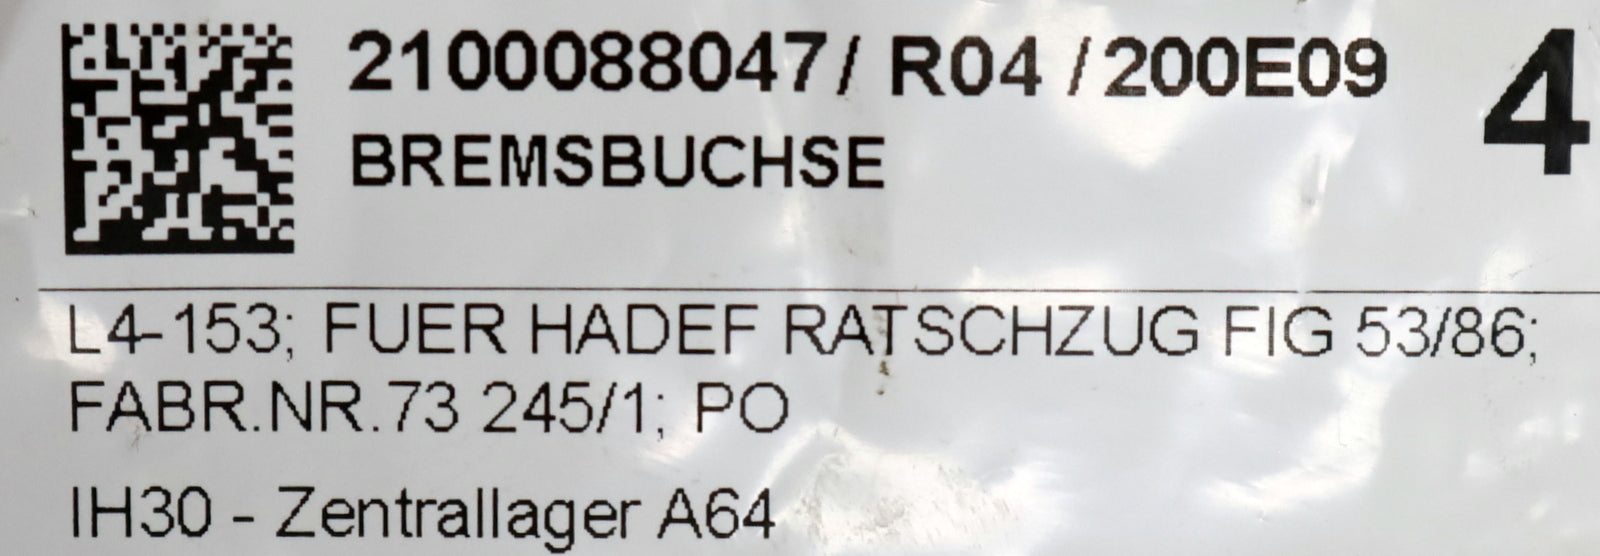 2100088047/ R04 /200E09 4
BREMSBUCHSE
L4-153; FUER HADEF RATSCHZUG FIG 53/86;
FABR.NR.73 245/1; PO
IH30 - Zentrallager A64